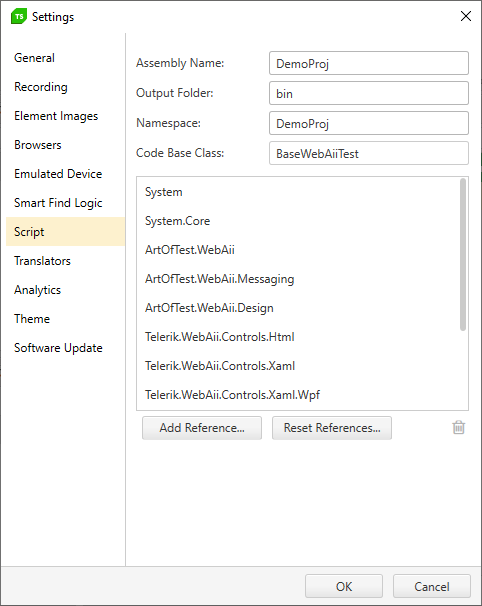 TS Settings
General
Recording
Element Images
Browsers
Emulated Device
Smart Find Logic
Script
Translators
Analytics
Theme
Software Update
Assembly Name: DemoProj
Output Folder: bin
Namespace: DemoProj
Code Base Class: BaseWebAiiTest
System
System.Core
ArtOfTest.WebAii
ArtOfTest.WebAii.Messaging
ArtOfTest.WebAii.Design
Telerik.WebAii.Controls.Html
Telerik.WebAii.Controls.Xaml
Telerik.WebAii.Controls.Xaml.Wpf
Add Reference... Reset References...
OK Cancel